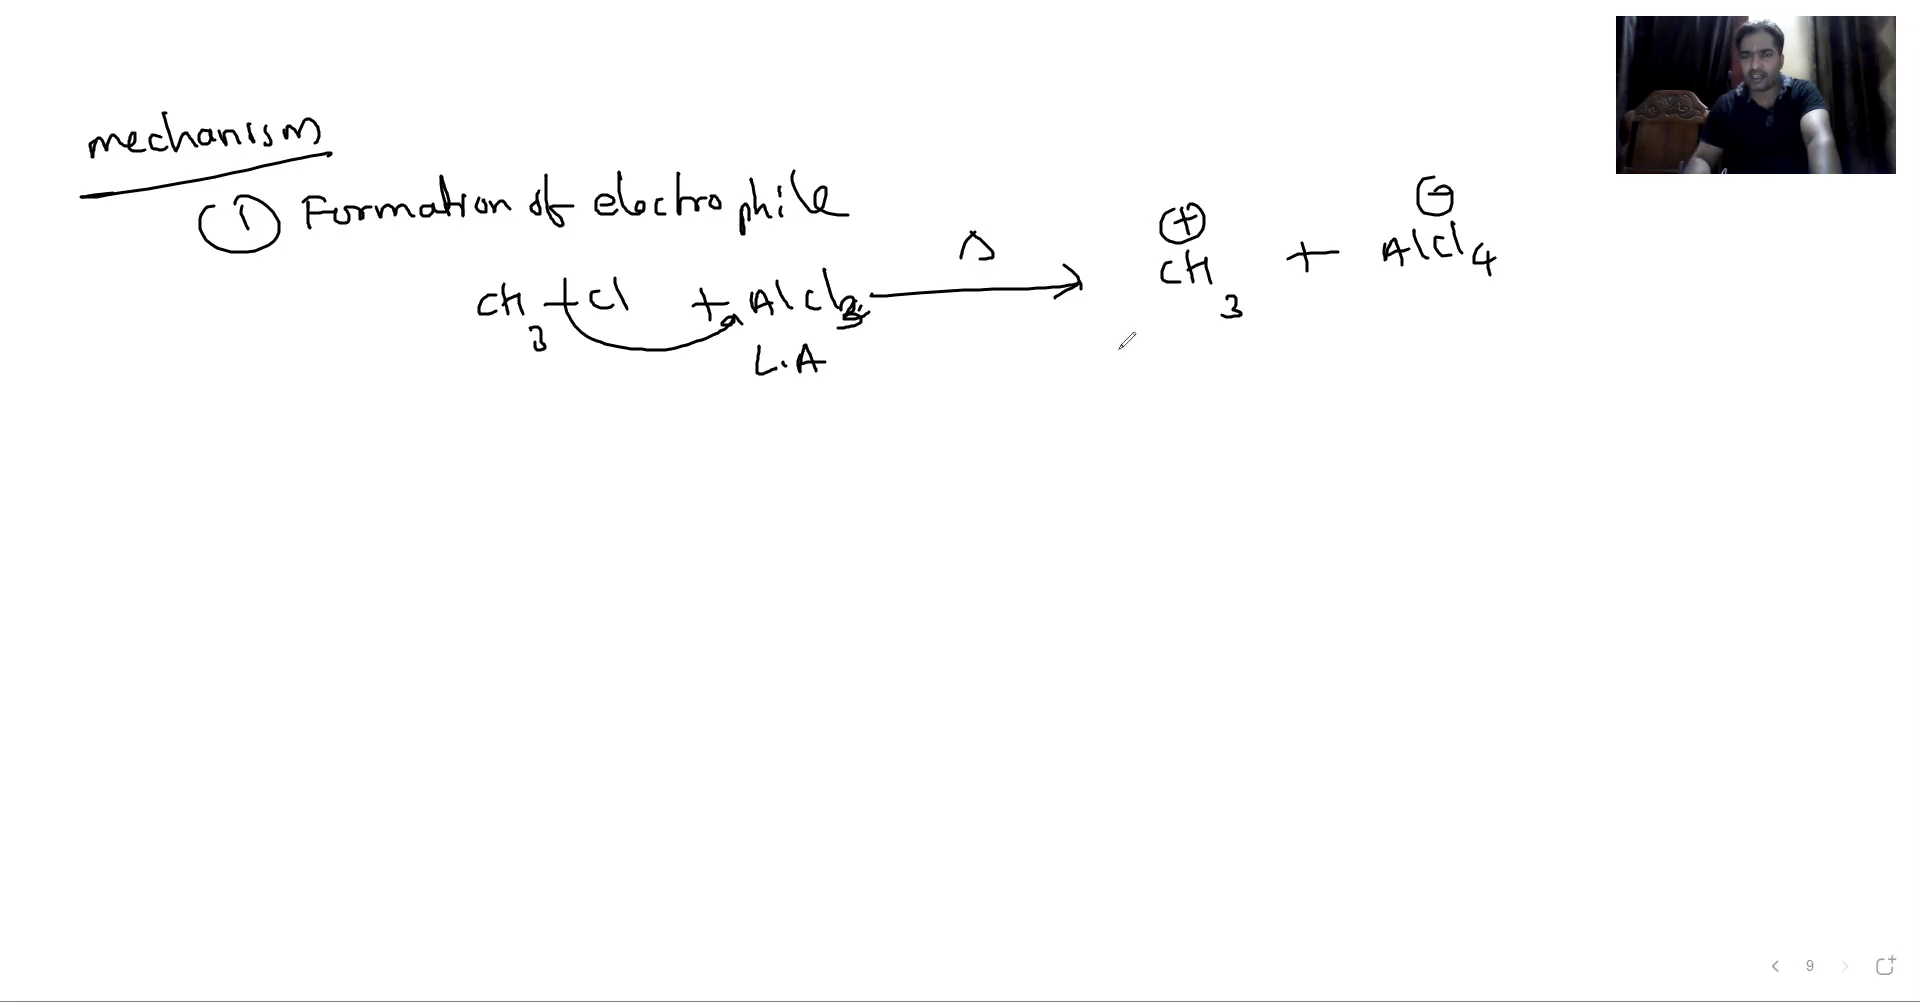 mechanism
① Formation of electrophile
CH3-Cl + AlCl3 Δ → ⊕CH3 + ⊖AlCl4
L.A
9